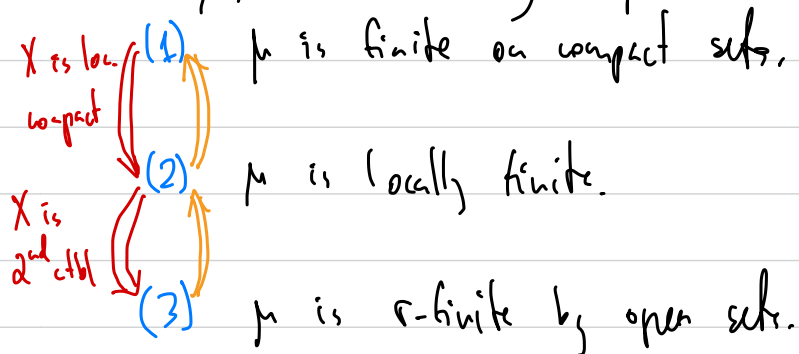 X is loc. (1) μ is finite on compact sets.
compact
(2) μ is locally finite.
X is
2nd ctbl
(3) μ is σ-finite by open sets.